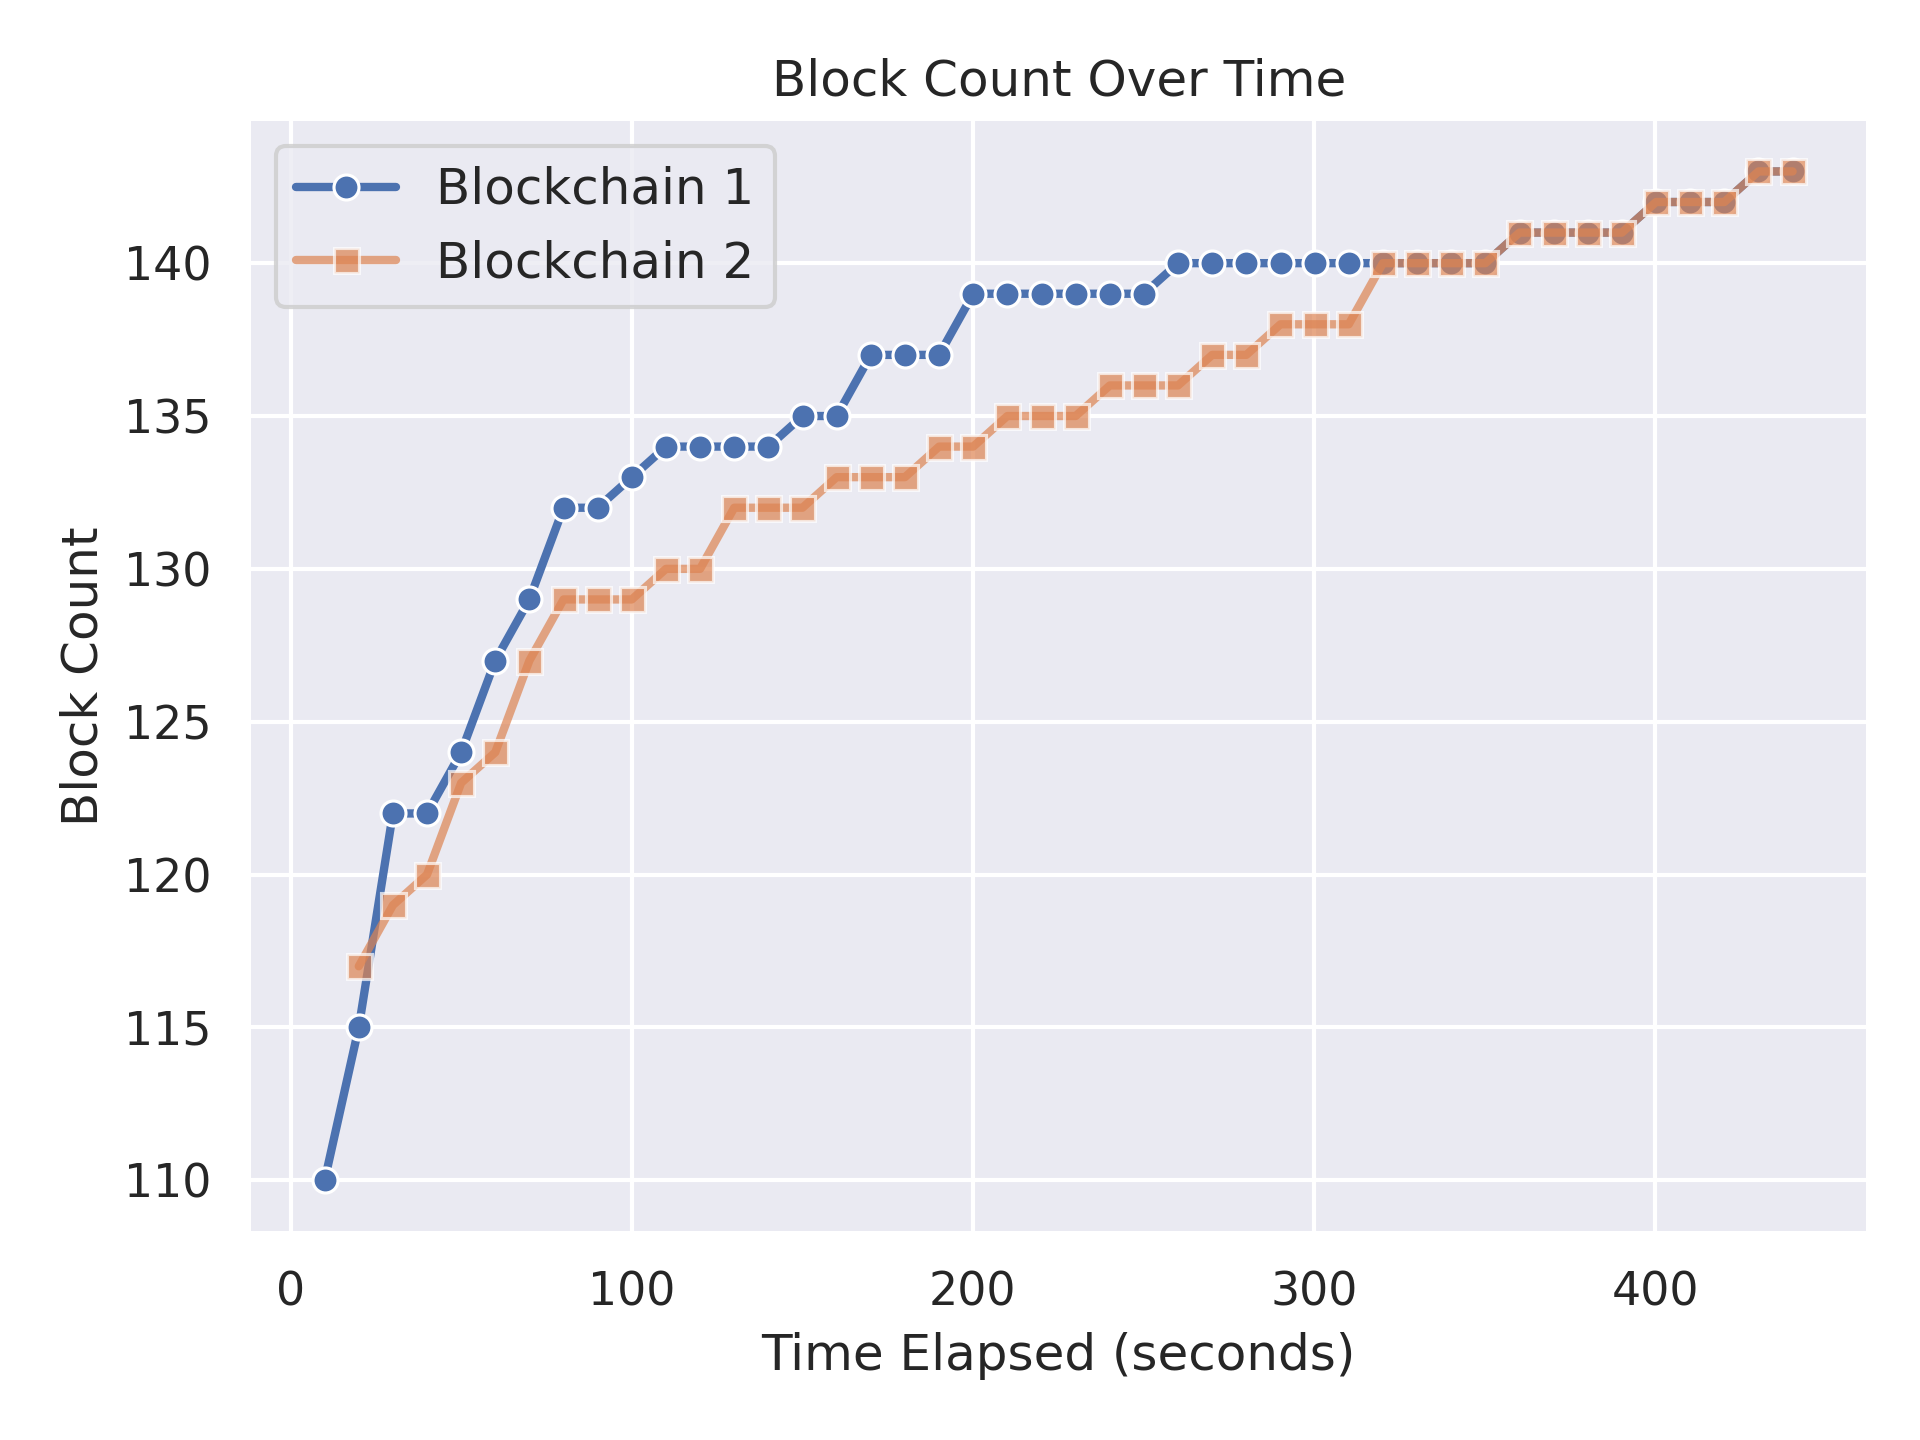 Block Count Over Time
Blockchain 1
Blockchain 2
Block Count
140
135
130
125
120
115
110
0 100 200 300 400
Time Elapsed (seconds)